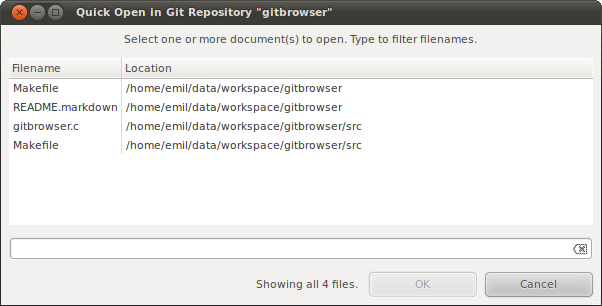 Quick Open in Git Repository "gitbrowser"
Select one or more document(s) to open. Type to filter filenames.
Filename Location
Makefile /home/emil/data/workspace/gitbrowser
README.markdown /home/emil/data/workspace/gitbrowser
gitbrowser.c /home/emil/data/workspace/gitbrowser/src
Makefile /home/emil/data/workspace/gitbrowser/src
Showing all 4 files. OK Cancel